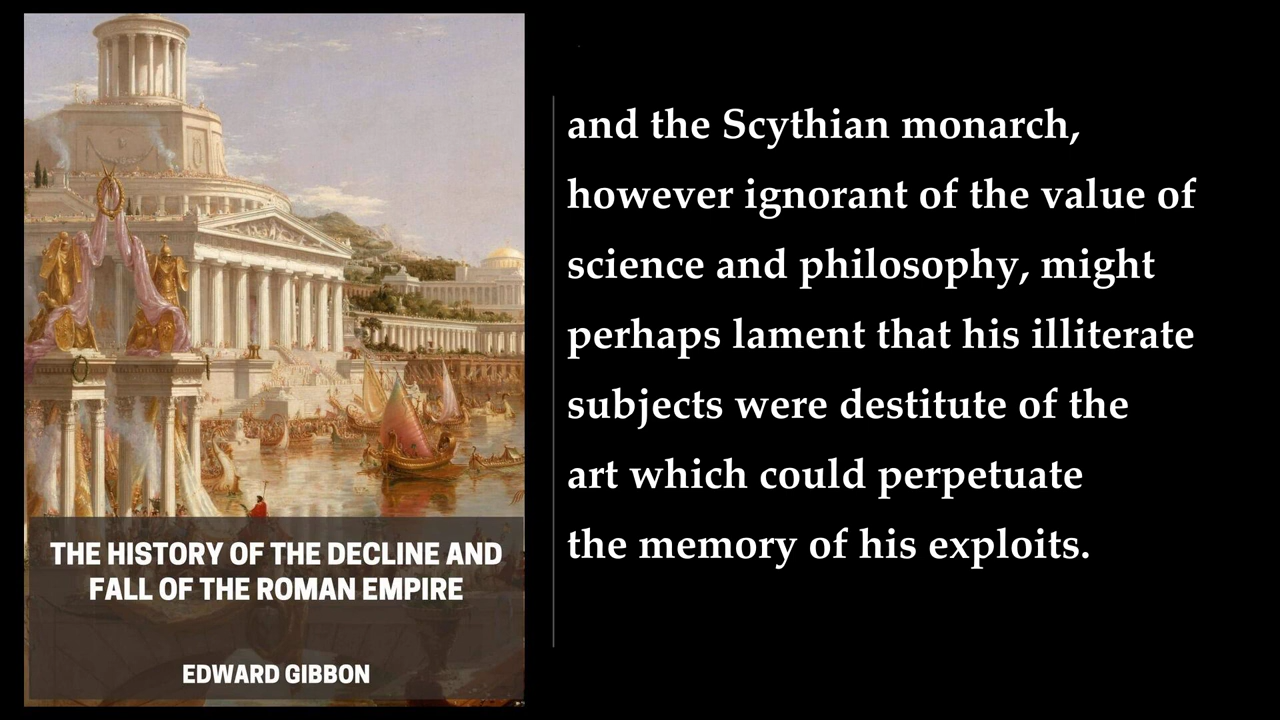 THE HISTORY OF THE DECLINE AND
FALL OF THE ROMAN EMPIRE
EDWARD GIBBON
and the Scythian monarch,
however ignorant of the value of
science and philosophy, might
perhaps lament that his illiterate
subjects were destitute of the
art which could perpetuate
the memory of his exploits.